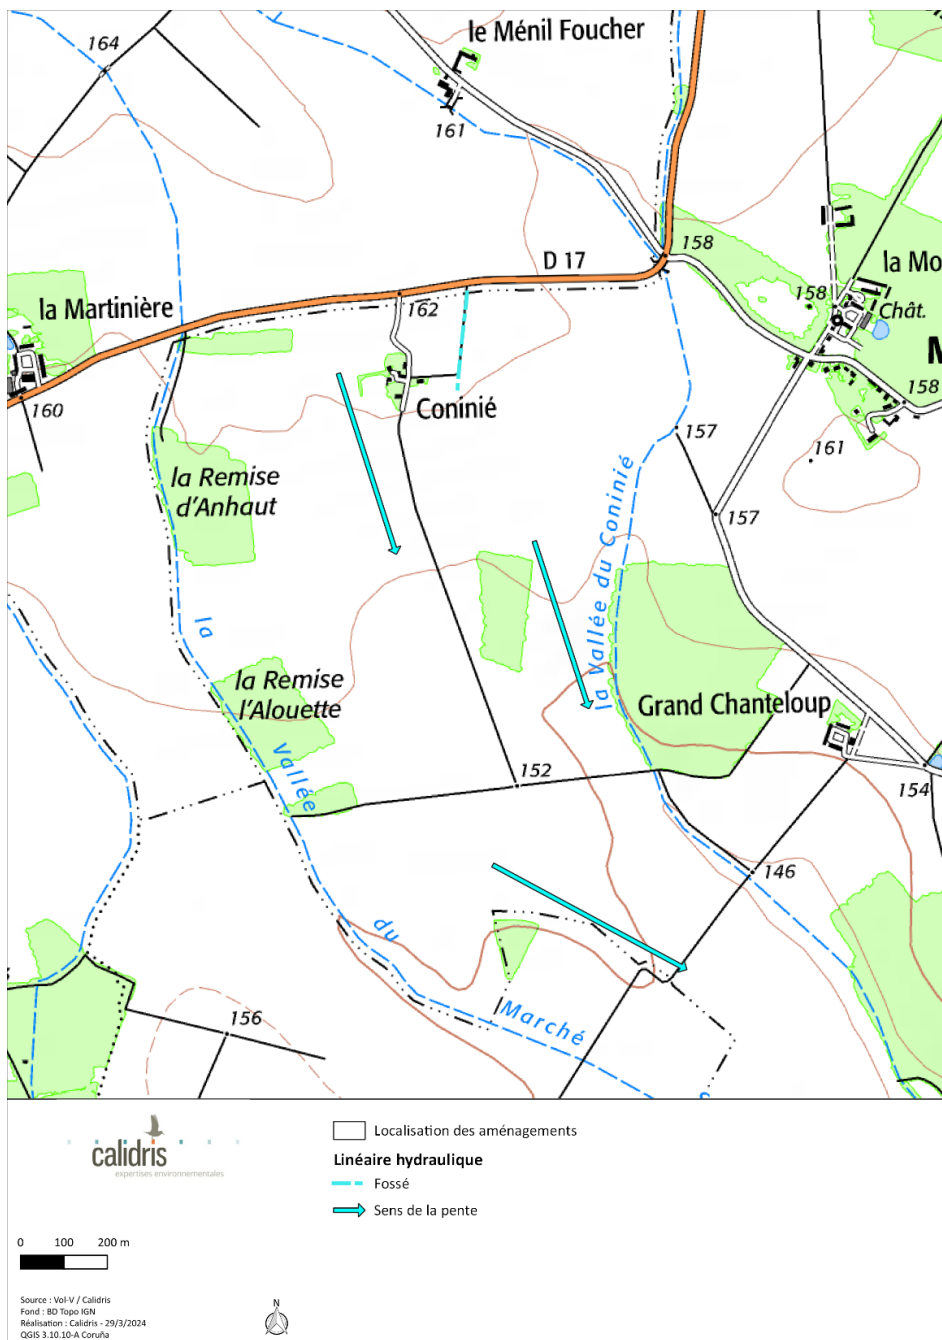 164
le Ménil Foucher
161
158
D 17
la Mo
158
Chât.
la Martinière
162
M
160
Coninié
158
157
161
la Remise
d'Anhaut
157
la Vallée du Coninié
la
la Remise
l'Alouette
Grand Chanteloup
Vallée
152
154
146
du
Marché
156
calidris
expertises environnementales
Localisation des aménagements
Linéaire hydraulique
Fossé
Sens de la pente
0 100 200 m
Source : Vol-V / Calidris
Fond : BD Topo IGN
Réalisation : Calidris - 29/3/2024
QGIS 3.10.10-A Coruña
N